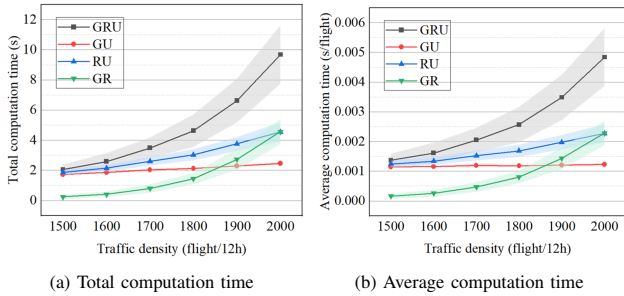 Total computation time (s)
12
10
8
6
4
2
0
GRU
GU
RU
GR
1500 1600 1700 1800 1900 2000
Traffic density (flight/12h)
(a) Total computation time
Average computation time (s/flight)
0.006
0.005
0.004
0.003
0.002
0.001
0.000
GRU
GU
RU
GR
1500 1600 1700 1800 1900 2000
Traffic density (flight/12h)
(b) Average computation time